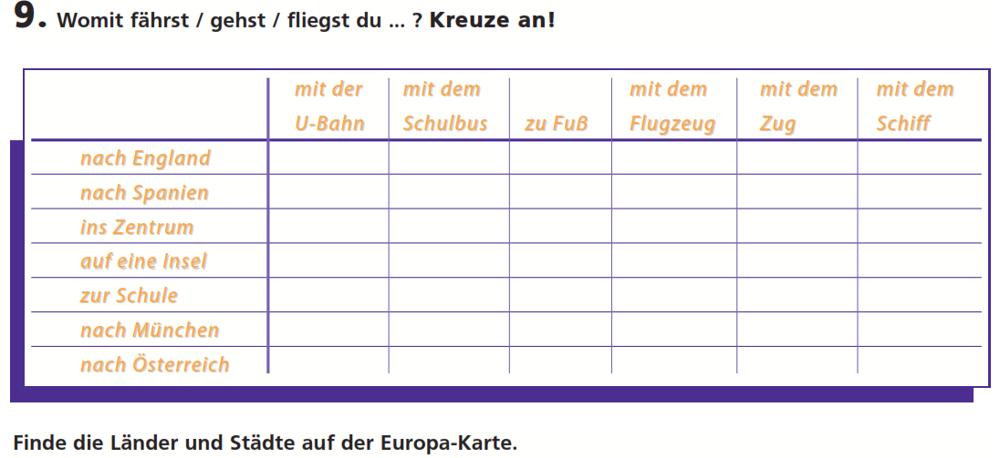 9. Womit fährst / gehst / fliegst du ... ? Kreuze an!
mit der mit dem mit dem mit dem mit dem
U-Bahn Schulbus zu Fuß Flugzeug Zug Schiff
nach England
nach Spanien
ins Zentrum
auf eine Insel
zur Schule
nach München
nach Österreich
Finde die Länder und Städte auf der Europa-Karte.